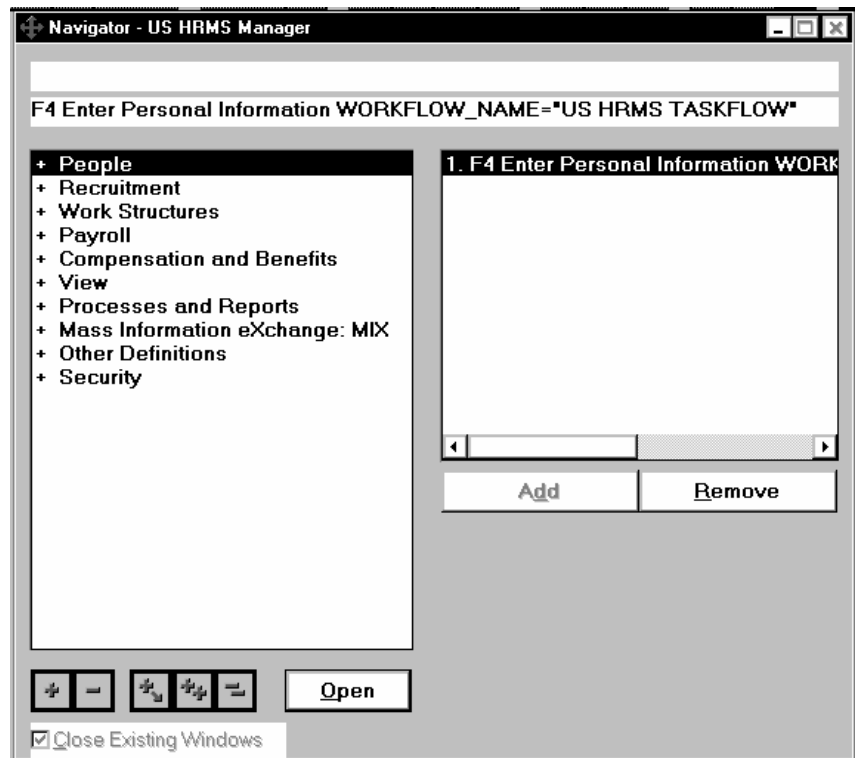 Navigator - US HRMS Manager
F4 Enter Personal Information WORKFLOW_NAME="US HRMS TASKFLOW"
+ People
+ Recruitment
+ Work Structures
+ Payroll
+ Compensation and Benefits
+ View
+ Processes and Reports
+ Mass Information eXchange: MIX
+ Other Definitions
+ Security
1. F4 Enter Personal Information WORK
Add
Remove
Open
Close Existing Windows